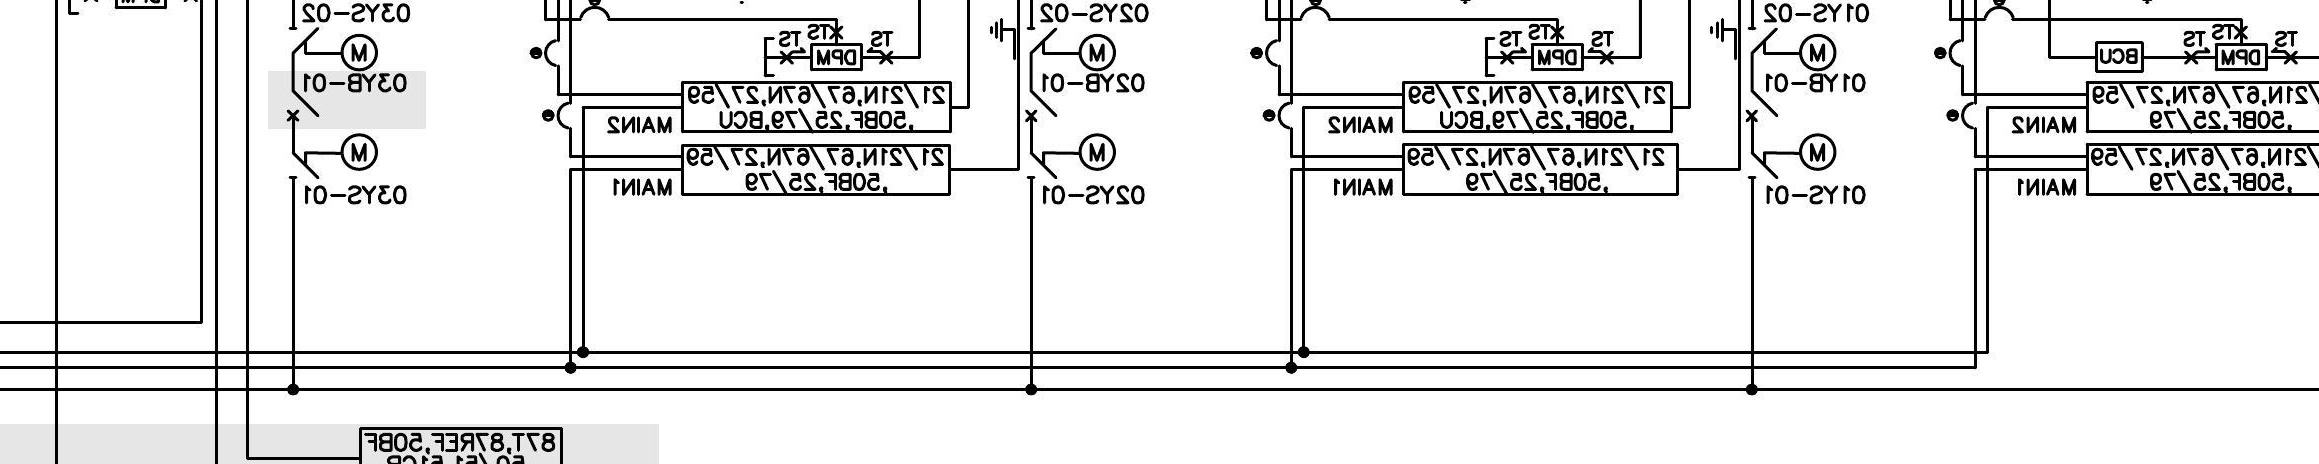 DPM
03YS-02
M
03YB-01
M
03YS-01
TS
TS
DPM
TS
21/21N,67/67N,27/59
,50BF,25/79,BCU
MAIN2
21/21N,67/67N,27/59
,50BF,25/79
MAIN1
02YS-02
M
02YB-01
M
02YS-01
TS
TS
DPM
TS
21/21N,67/67N,27/59
,50BF,25/79,BCU
MAIN2
21/21N,67/67N,27/59
,50BF,25/79
MAIN1
01YS-02
M
01YB-01
M
01YS-01
TS
TS
DPM
TS
BCU
21/21N,67/67N,27/59
,50BF,25/79
MAIN2
21/21N,67/67N,27/59
,50BF,25/79
MAIN1
87T,87REF,50BF